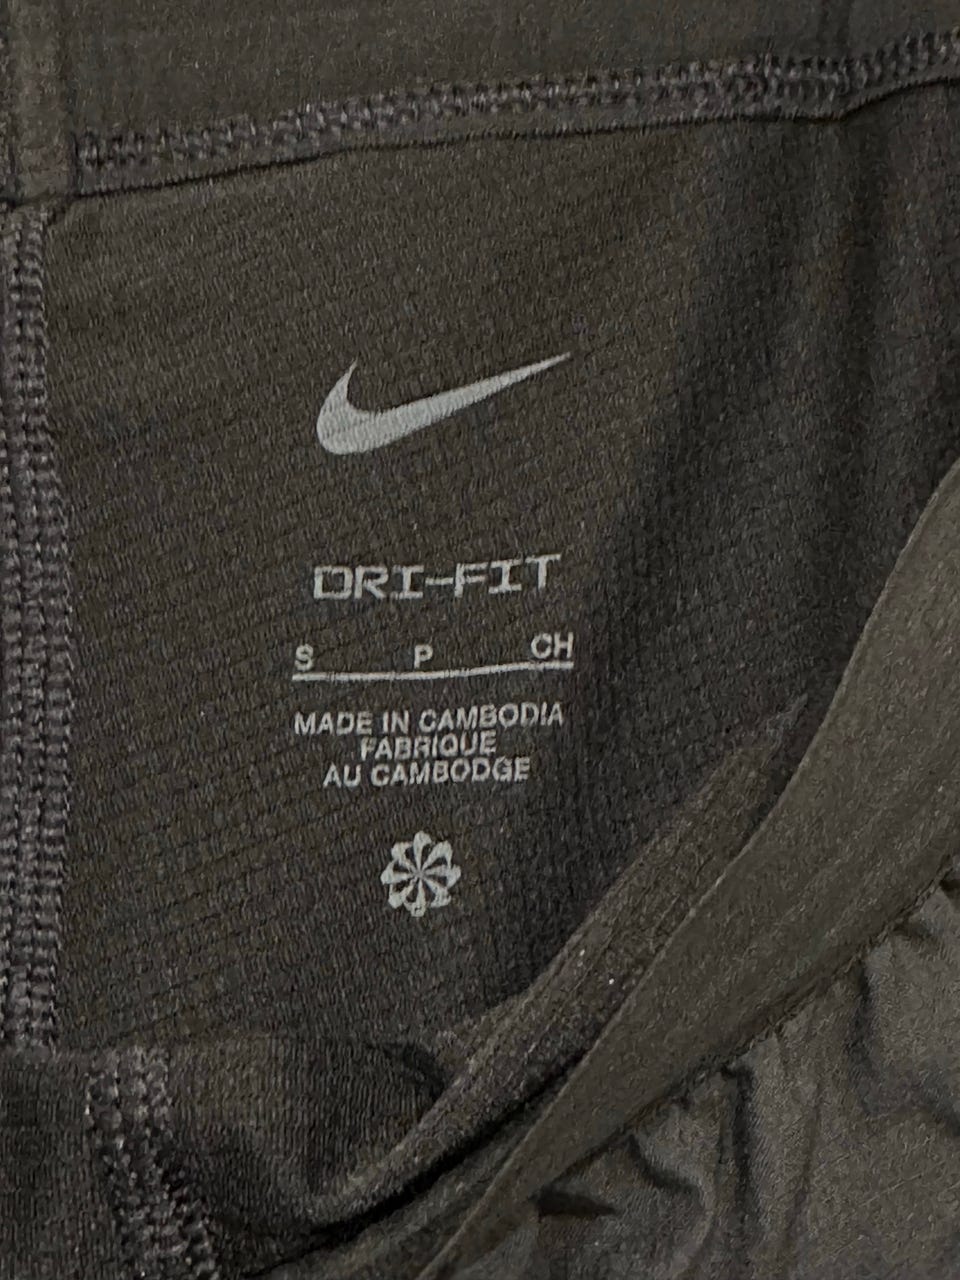 DRI-FIT
S P CH
MADE IN CAMBODIA
FABRIQUE
AU CAMBODGE